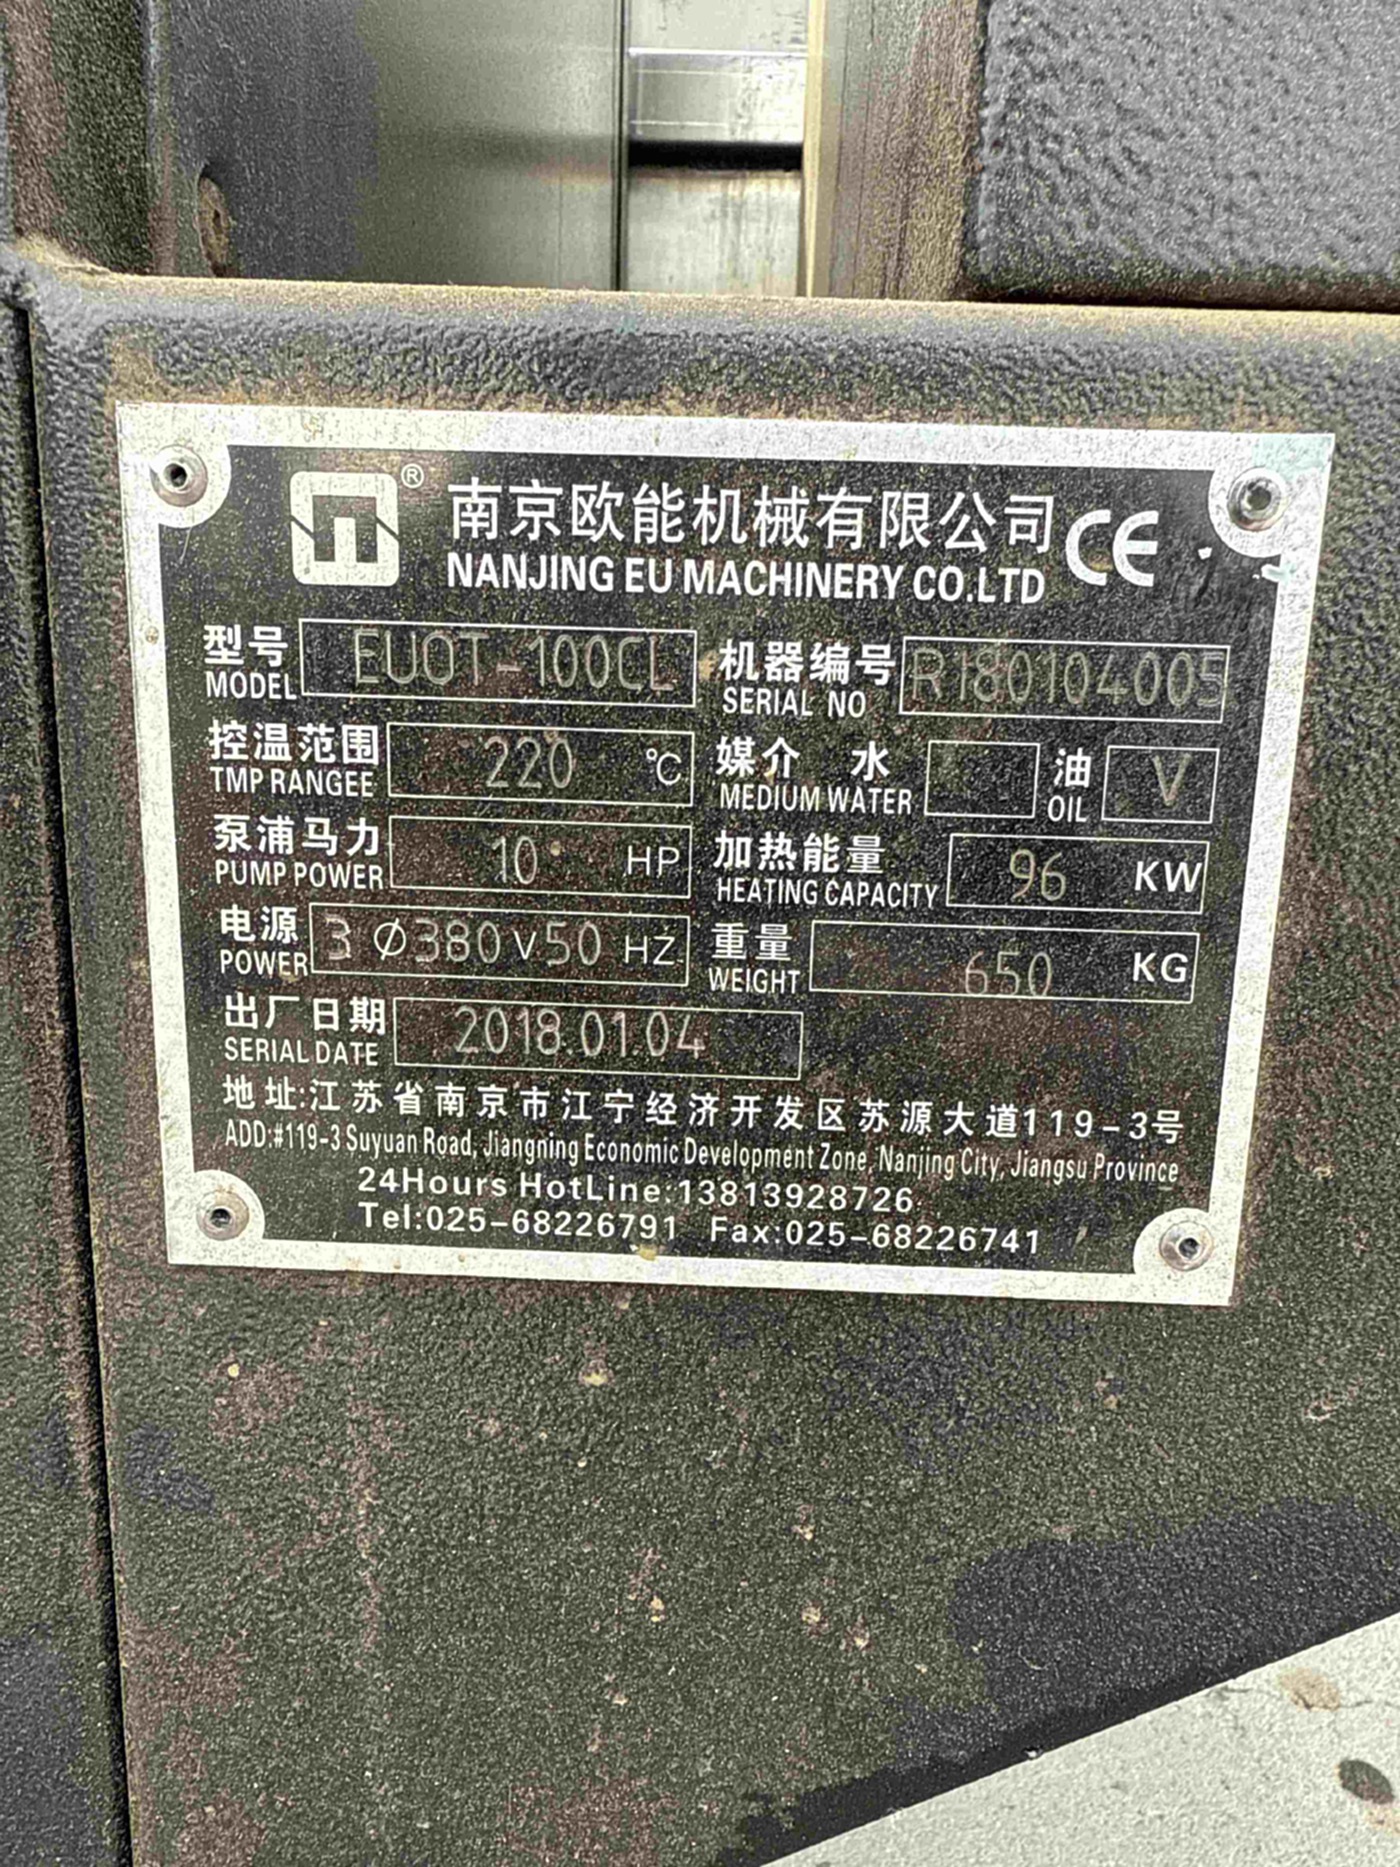 ® 南京欧能机械有限公司 CE
NANJING EU MACHINERY CO.LTD
型号 EUOT-100CL 机器编号 R180104005
MODEL SERIAL NO
控温范围 220 ℃ 媒介 水 油 V
TMP RANGEE MEDIUM WATER OIL
泵浦马力 10 HP 加热能量 96 KW
PUMP POWER HEATING CAPACITY
电源 3 Ø 380 V 50 HZ 重量 650 KG
POWER WEIGHT
出厂日期 2018.01.04
SERIAL DATE
地址:江苏省南京市江宁经济开发区苏源大道119-3号
ADD:#119-3 Suyuan Road, Jiangning Economic Development Zone, Nanjing City, Jiangsu Province
24Hours HotLine:13813928726
Tel:025-68226791 Fax:025-68226741